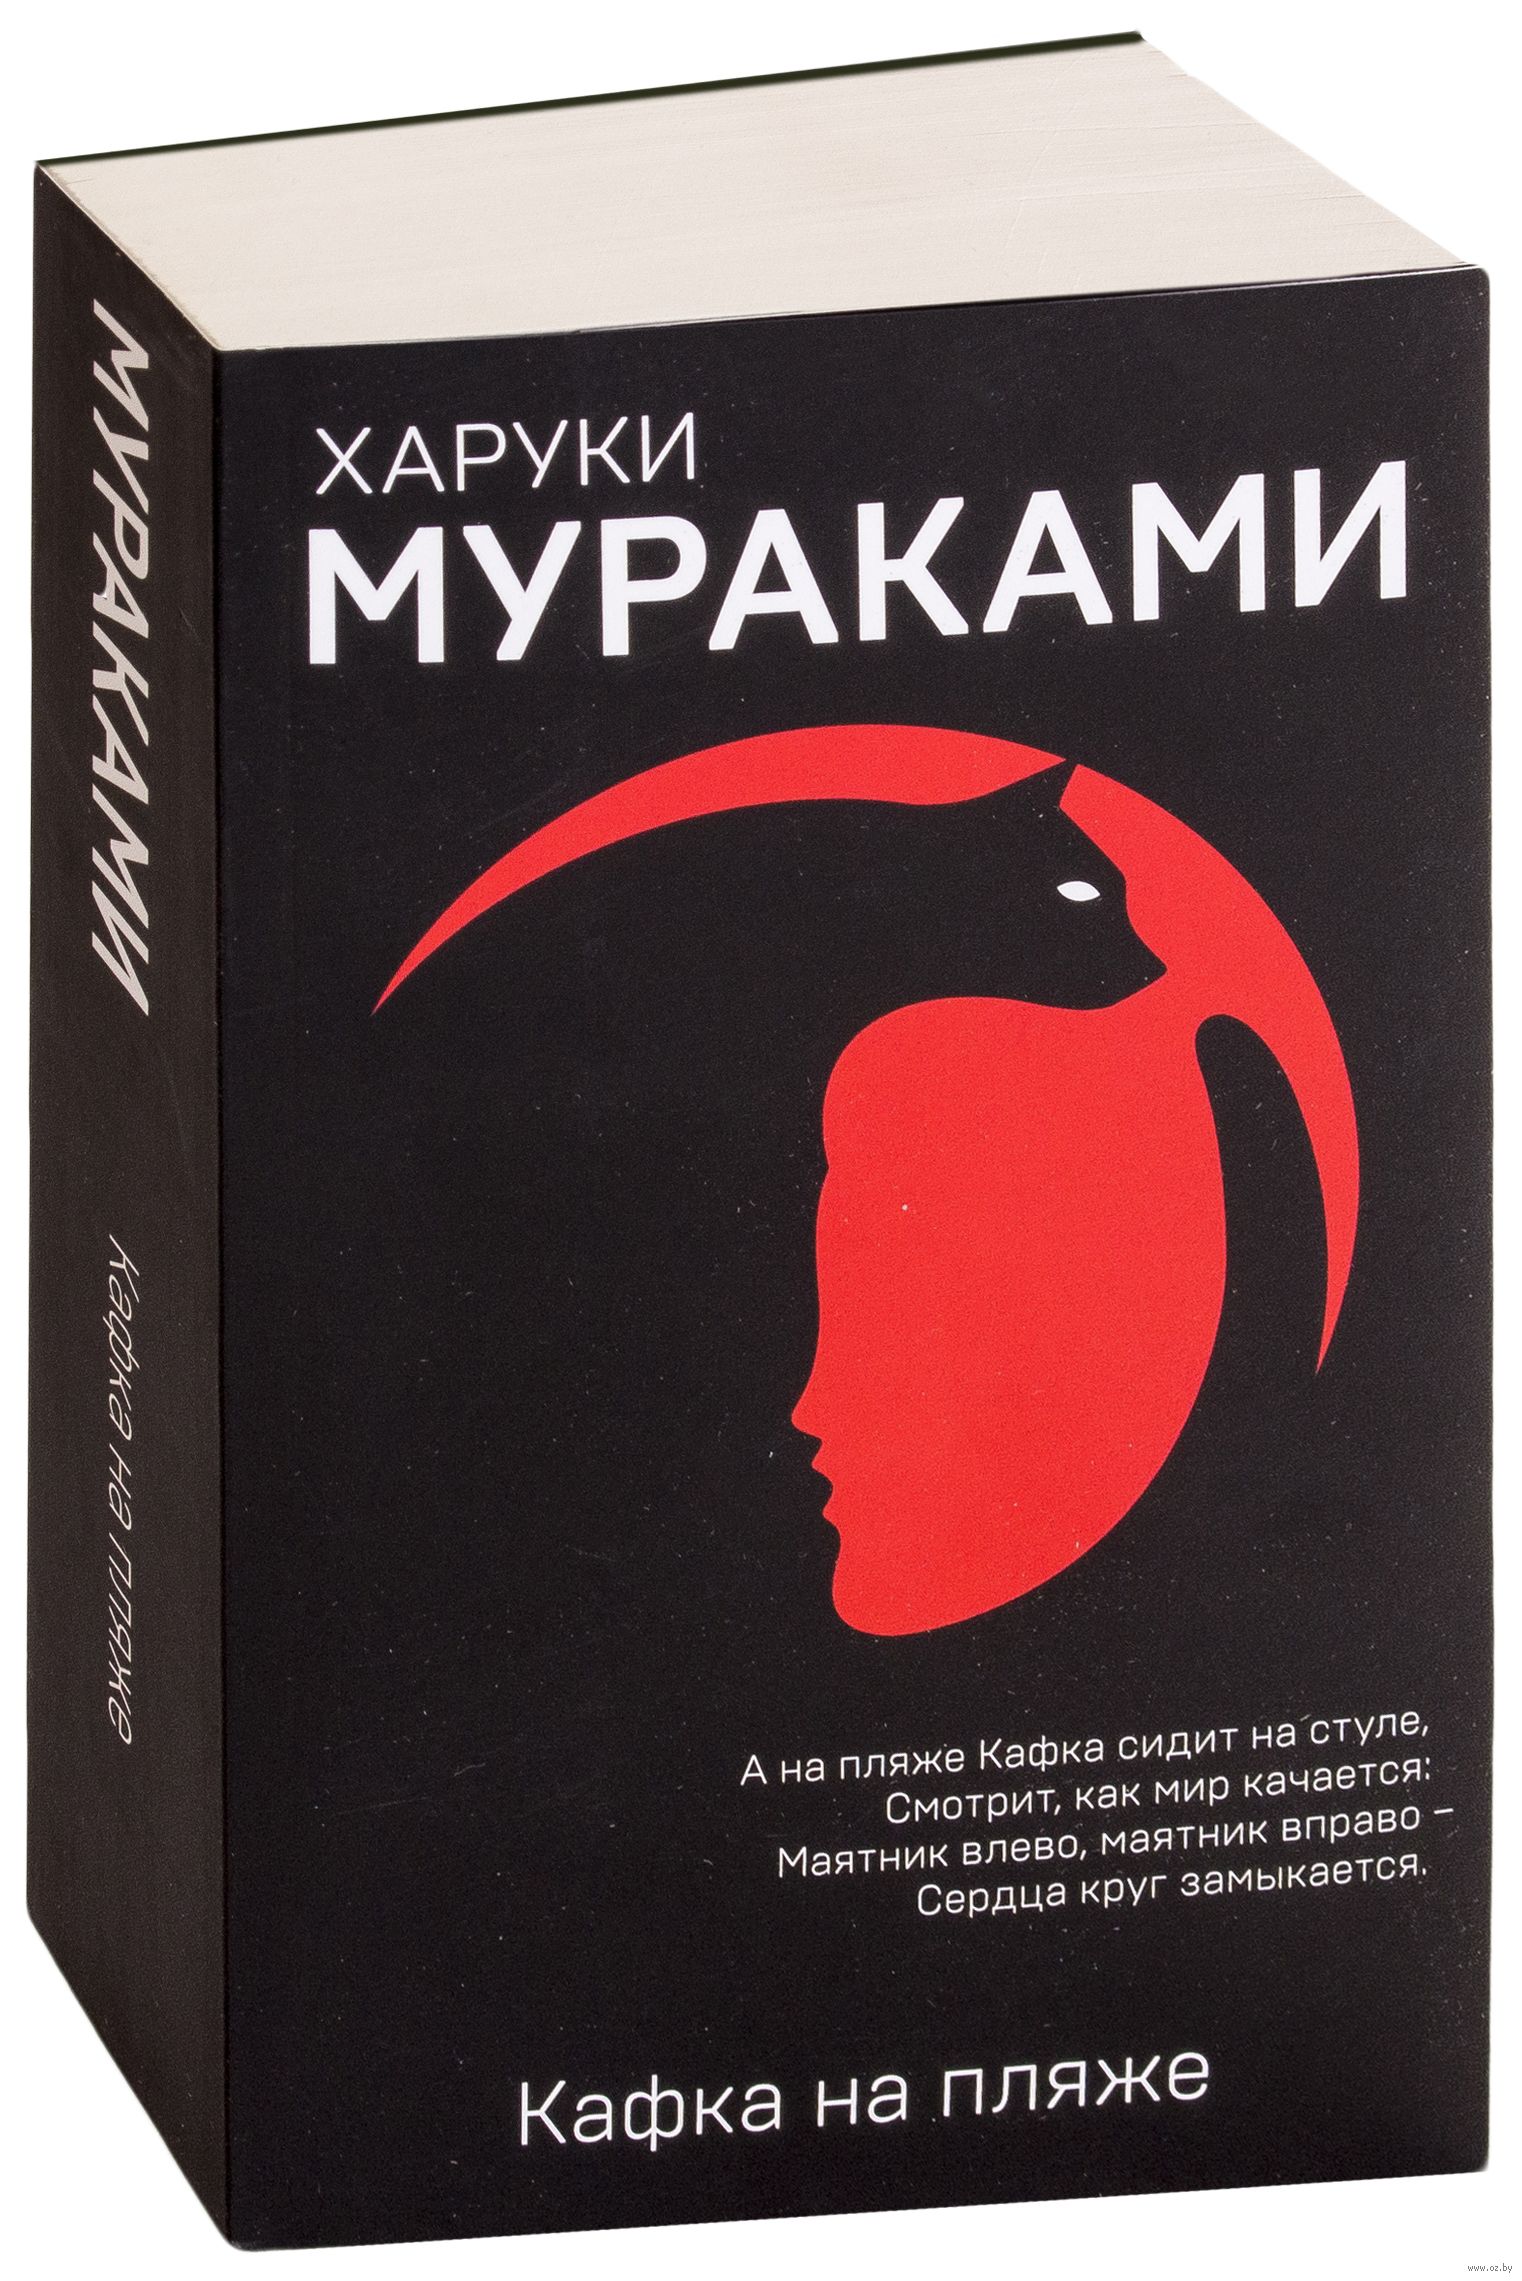 МУРАКАМИ
Кафка на пляже
ХАРУКИ
МУРАКАМИ
А на пляже Кафка сидит на стуле,
Смотрит, как мир качается:
Маятник влево, маятник вправо –
Сердца круг замыкается.
Кафка на пляже
www.oz.by